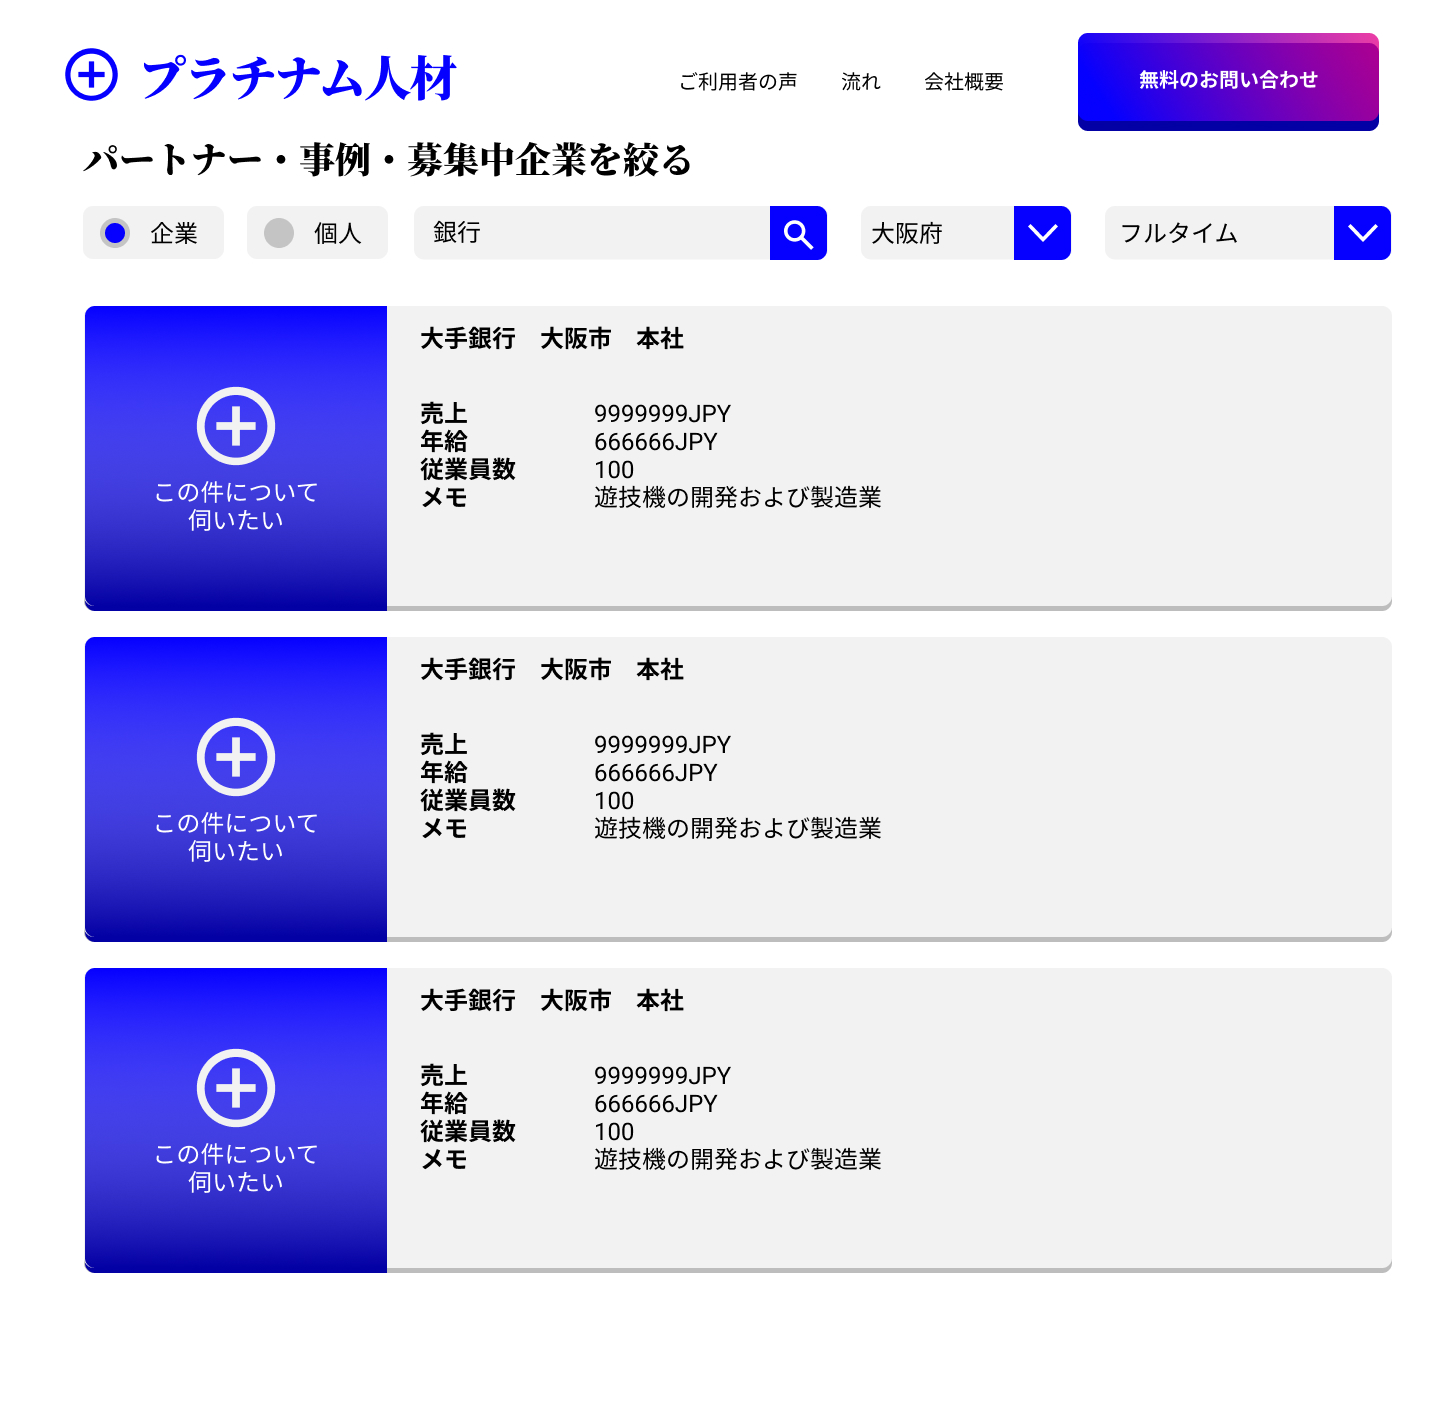 プラチナム人材
ご利用者の声 流れ 会社概要
無料のお問い合わせ
パートナー・事例・募集中企業を絞る
企業 個人 銀行 大阪府 フルタイム
大手銀行　大阪市　本社
売上 9999999JPY
年給 666666JPY
従業員数 100
メモ 遊技機の開発および製造業
この件について
伺いたい
大手銀行　大阪市　本社
売上 9999999JPY
年給 666666JPY
従業員数 100
メモ 遊技機の開発および製造業
この件について
伺いたい
大手銀行　大阪市　本社
売上 9999999JPY
年給 666666JPY
従業員数 100
メモ 遊技機の開発および製造業
この件について
伺いたい